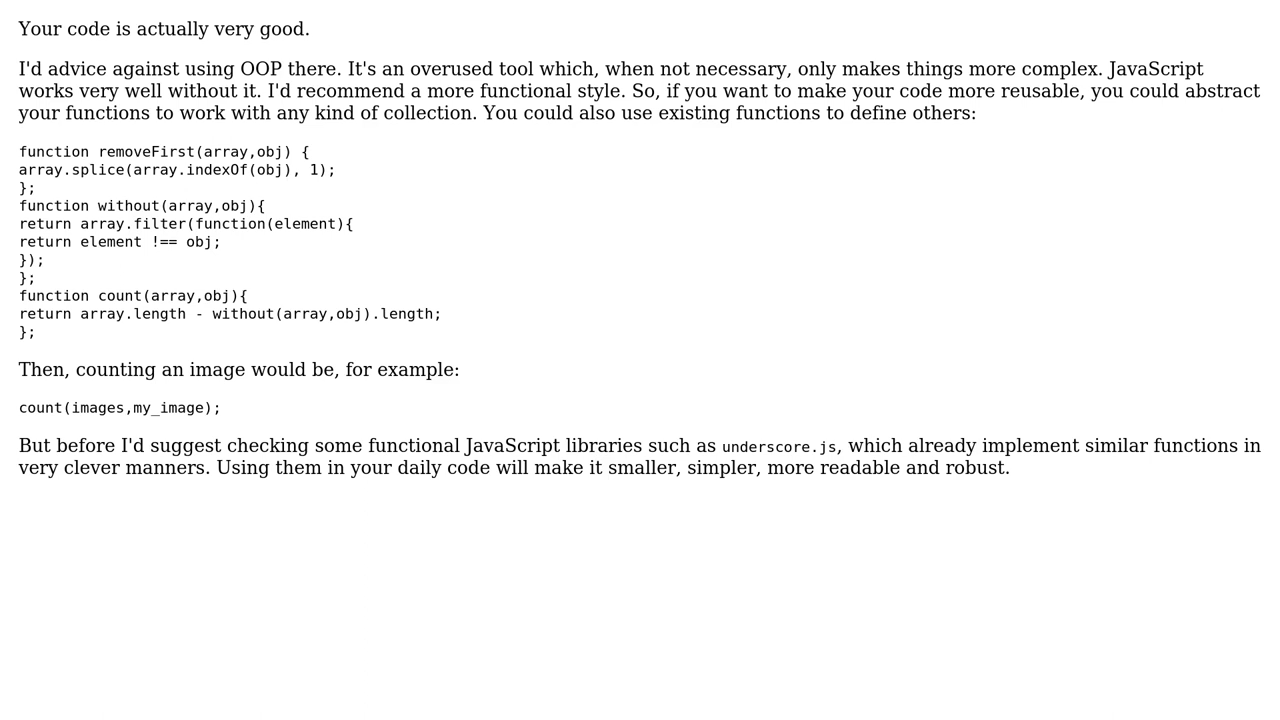 Your code is actually very good.
I'd advice against using OOP there. It's an overused tool which, when not necessary, only makes things more complex. JavaScript
works very well without it. I'd recommend a more functional style. So, if you want to make your code more reusable, you could abstract
your functions to work with any kind of collection. You could also use existing functions to define others:
function removeFirst(array,obj) {
array.splice(array.indexOf(obj), 1);
};
function without(array,obj){
return array.filter(function(element){
return element !== obj;
});
};
function count(array,obj){
return array.length - without(array,obj).length;
};
Then, counting an image would be, for example:
count(images,my_image);
But before I'd suggest checking some functional JavaScript libraries such as underscore.js, which already implement similar functions in
very clever manners. Using them in your daily code will make it smaller, simpler, more readable and robust.